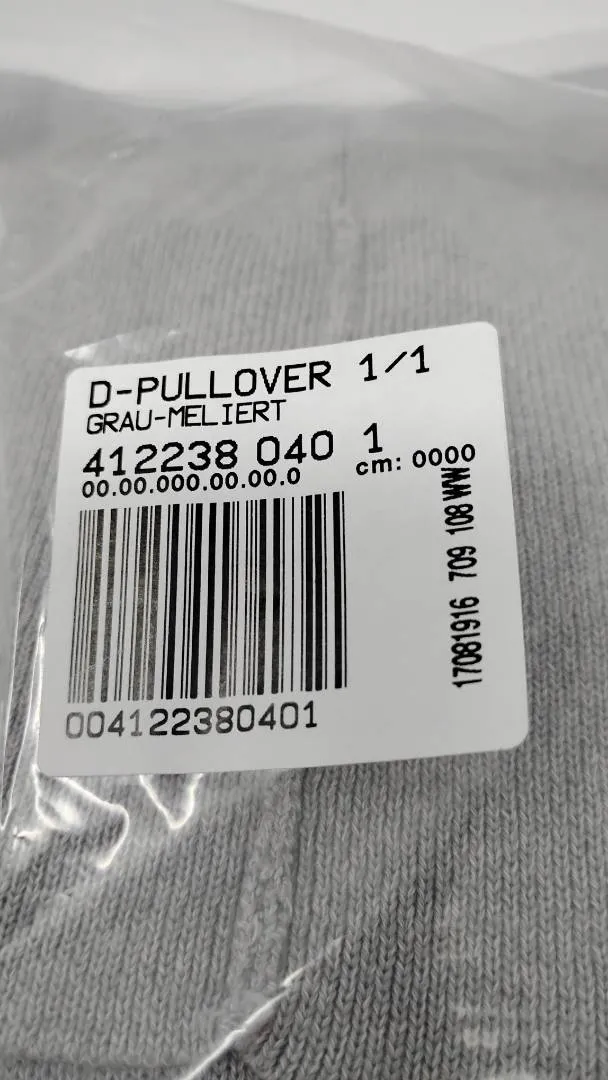 D-PULLOVER 1/1
GRAU-MELIERT
412238 040 1
00.00.000.00.00.0
cm: 0000
004122380401
17081916 709 108 WW